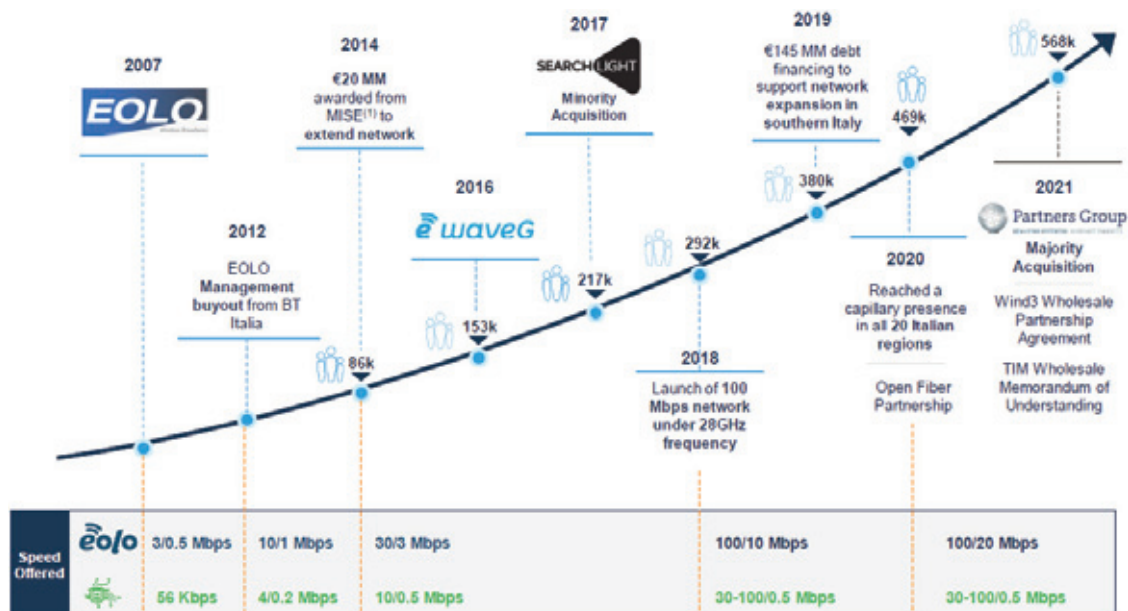 2007
EOLO
2012
EOLO
Management
buyout from BT
Italia
2014
€20 MM
awarded from
MISE(1) to
extend network
86k
2016
waveG
153k
2017
SEARCHLIGHT
Minority
Acquisition
217k
292k
2018
Launch of 100
Mbps network
under 28GHz
frequency
2019
€145 MM debt
financing to
support network
expansion in
southern Italy
380k
469k
2020
Reached a
capillary presence
in all 20 Italian
regions
Open Fiber
Partnership
568k
2021
Partners Group
Majority
Acquisition
Wind3 Wholesale
Partnership
Agreement
TIM Wholesale
Memorandum of
Understanding
Speed
Offered
eolo
3/0.5 Mbps
10/1 Mbps
30/3 Mbps
100/10 Mbps
100/20 Mbps
56 Kbps
4/0.2 Mbps
10/0.5 Mbps
30-100/0.5 Mbps
30-100/0.5 Mbps